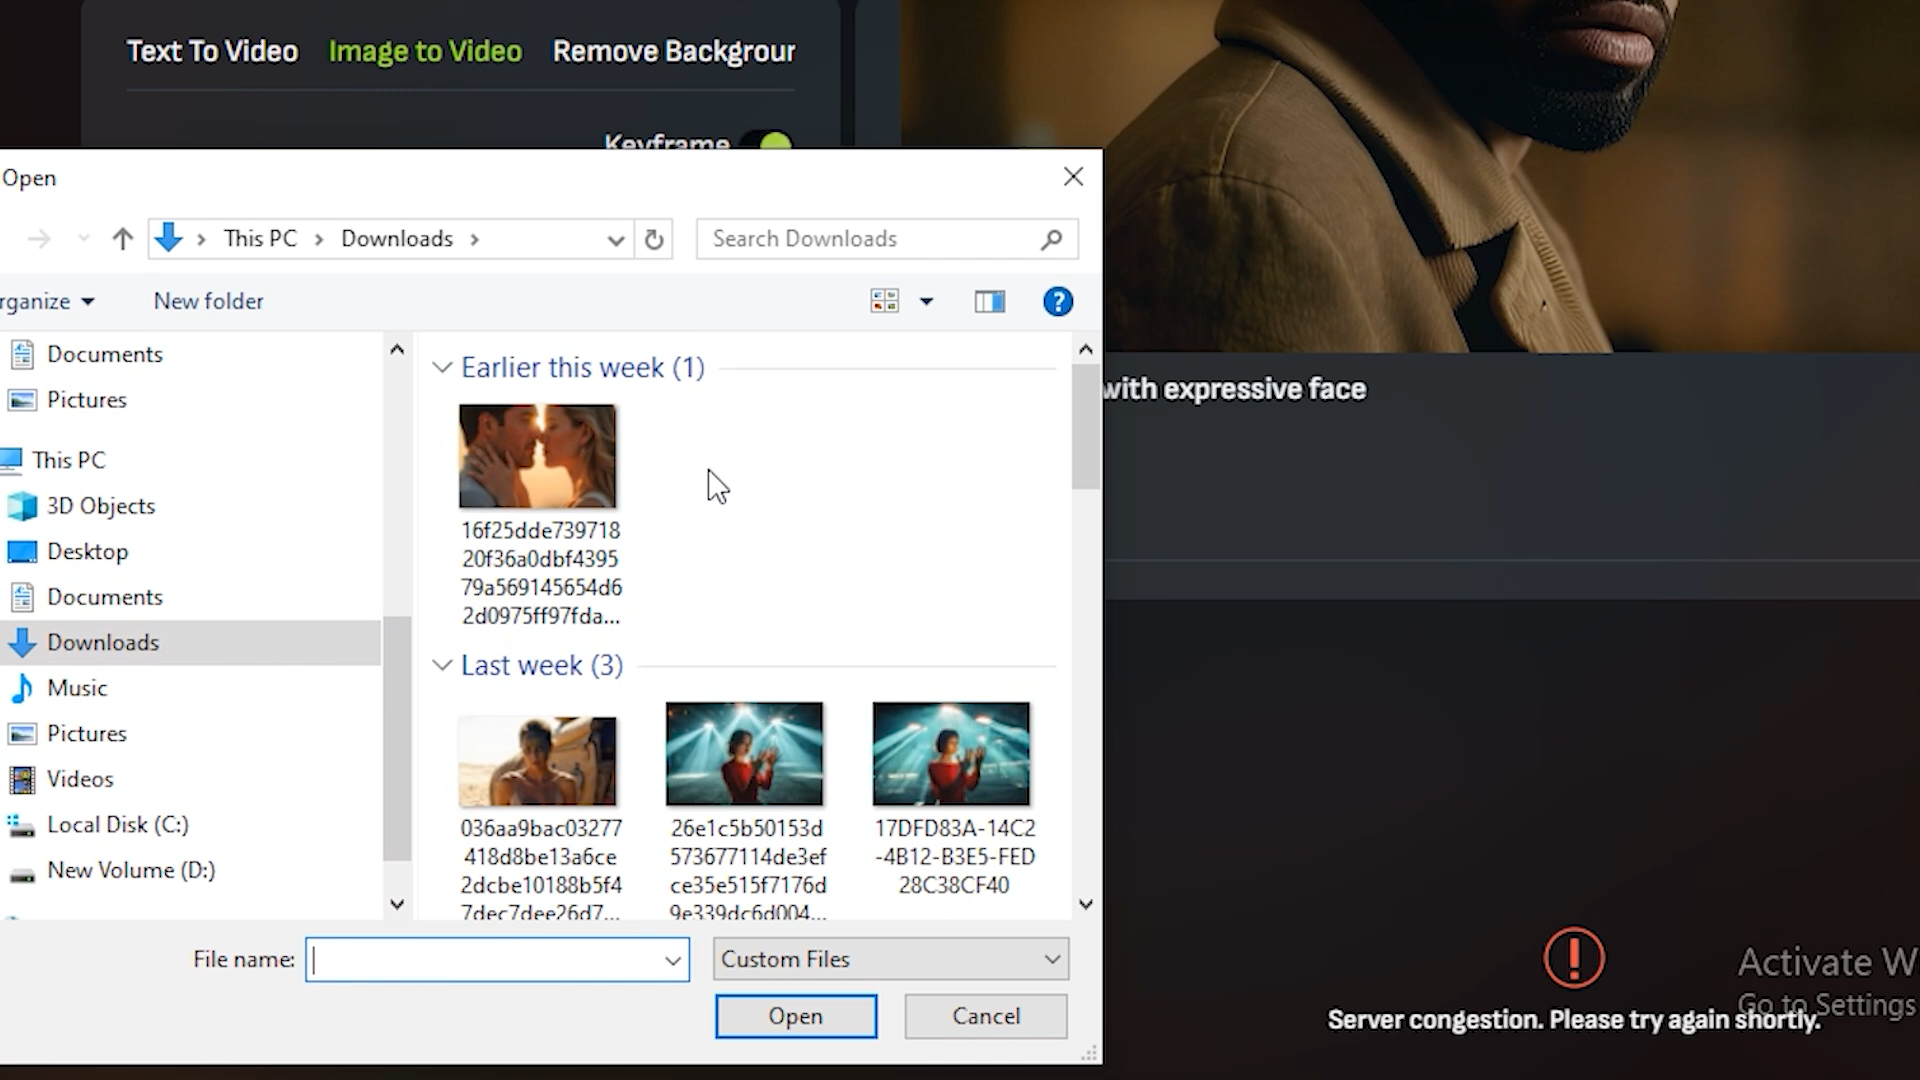 Text To Video Image to Video Remove Backgrour
Keyframe
Open
This PC > Downloads >
Search Downloads
rganize
New folder
Documents
Pictures
This PC
3D Objects
Desktop
Documents
Downloads
Music
Pictures
Videos
Local Disk (C:)
New Volume (D:)
Earlier this week (1)
16f25dde739718
20f36a0dbf4395
79a569145654d6
2d0975ff97fda...
Last week (3)
036aa9bac03277
418d8be13a6ce
2dcbe10188b5f4
7dec7dee26d7...
26e1c5b50153d
573677114de3ef
ce35e515f7176d
9e339dc6d004...
17DFD83A-14C2
-4B12-B3E5-FED
28C38CF40
File name:
Custom Files
Open
Cancel
with expressive face
Activate W
Go to Settings
Server congestion. Please try again shortly.